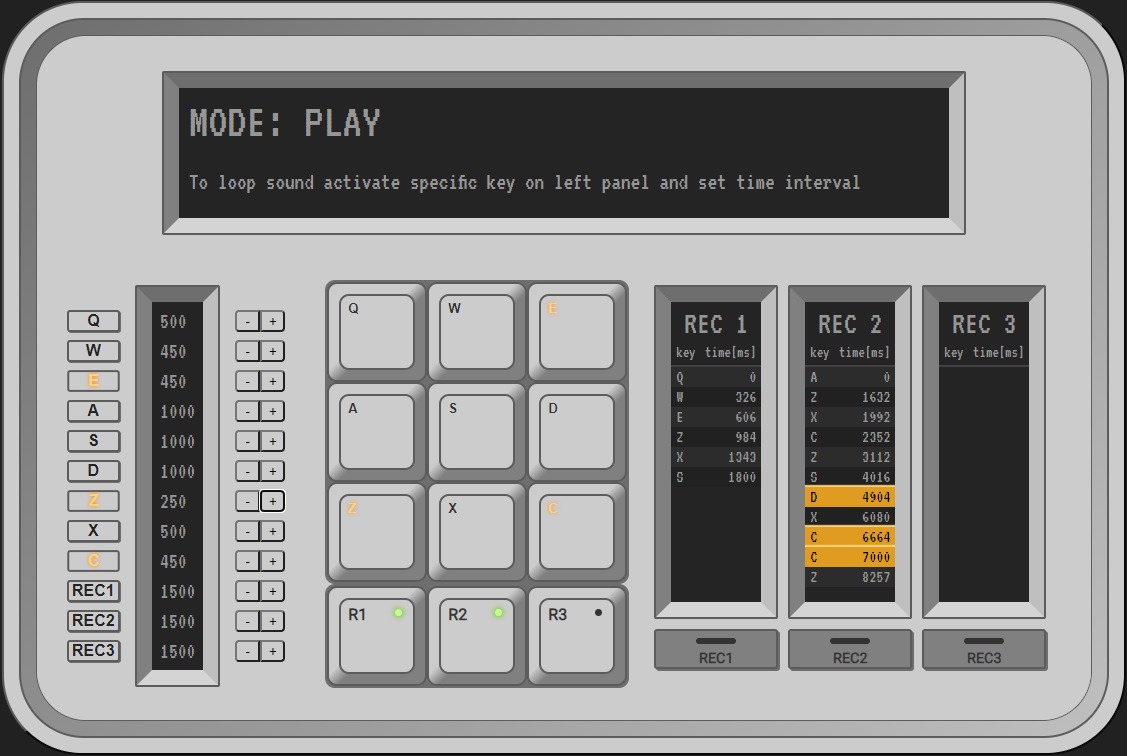 MODE: PLAY
To loop sound activate specific key on left panel and set time interval
Q 500 - +
W 450 - +
E 450 - +
A 1000 - +
S 1000 - +
D 1000 - +
Z 250 - +
X 500 - +
C 450 - +
REC1 1500 - +
REC2 1500 - +
REC3 1500 - +
Q W E
A S D
Z X C
R1 R2 R3
REC 1
key time[ms]
Q 0
W 326
E 606
Z 984
X 1343
S 1800
REC1
REC 2
key time[ms]
A 0
Z 1632
X 1992
C 2352
Z 3112
S 4016
D 4904
X 6080
C 6664
C 7000
Z 8257
REC2
REC 3
key time[ms]
REC3